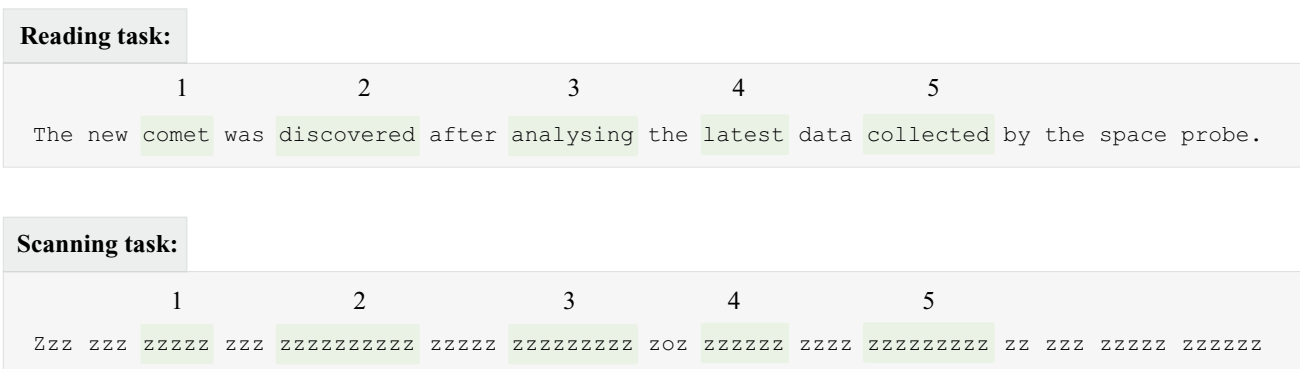 Reading task:
1 2 3 4 5
The new comet was discovered after analysing the latest data collected by the space probe.
Scanning task:
1 2 3 4 5
Zzz zzz zzzzz zzz zzzzzzzzzz zzzzz zzzzzzzzz zoz zzzzzz zzzz zzzzzzzzz zz zzz zzzzz zzzzzz